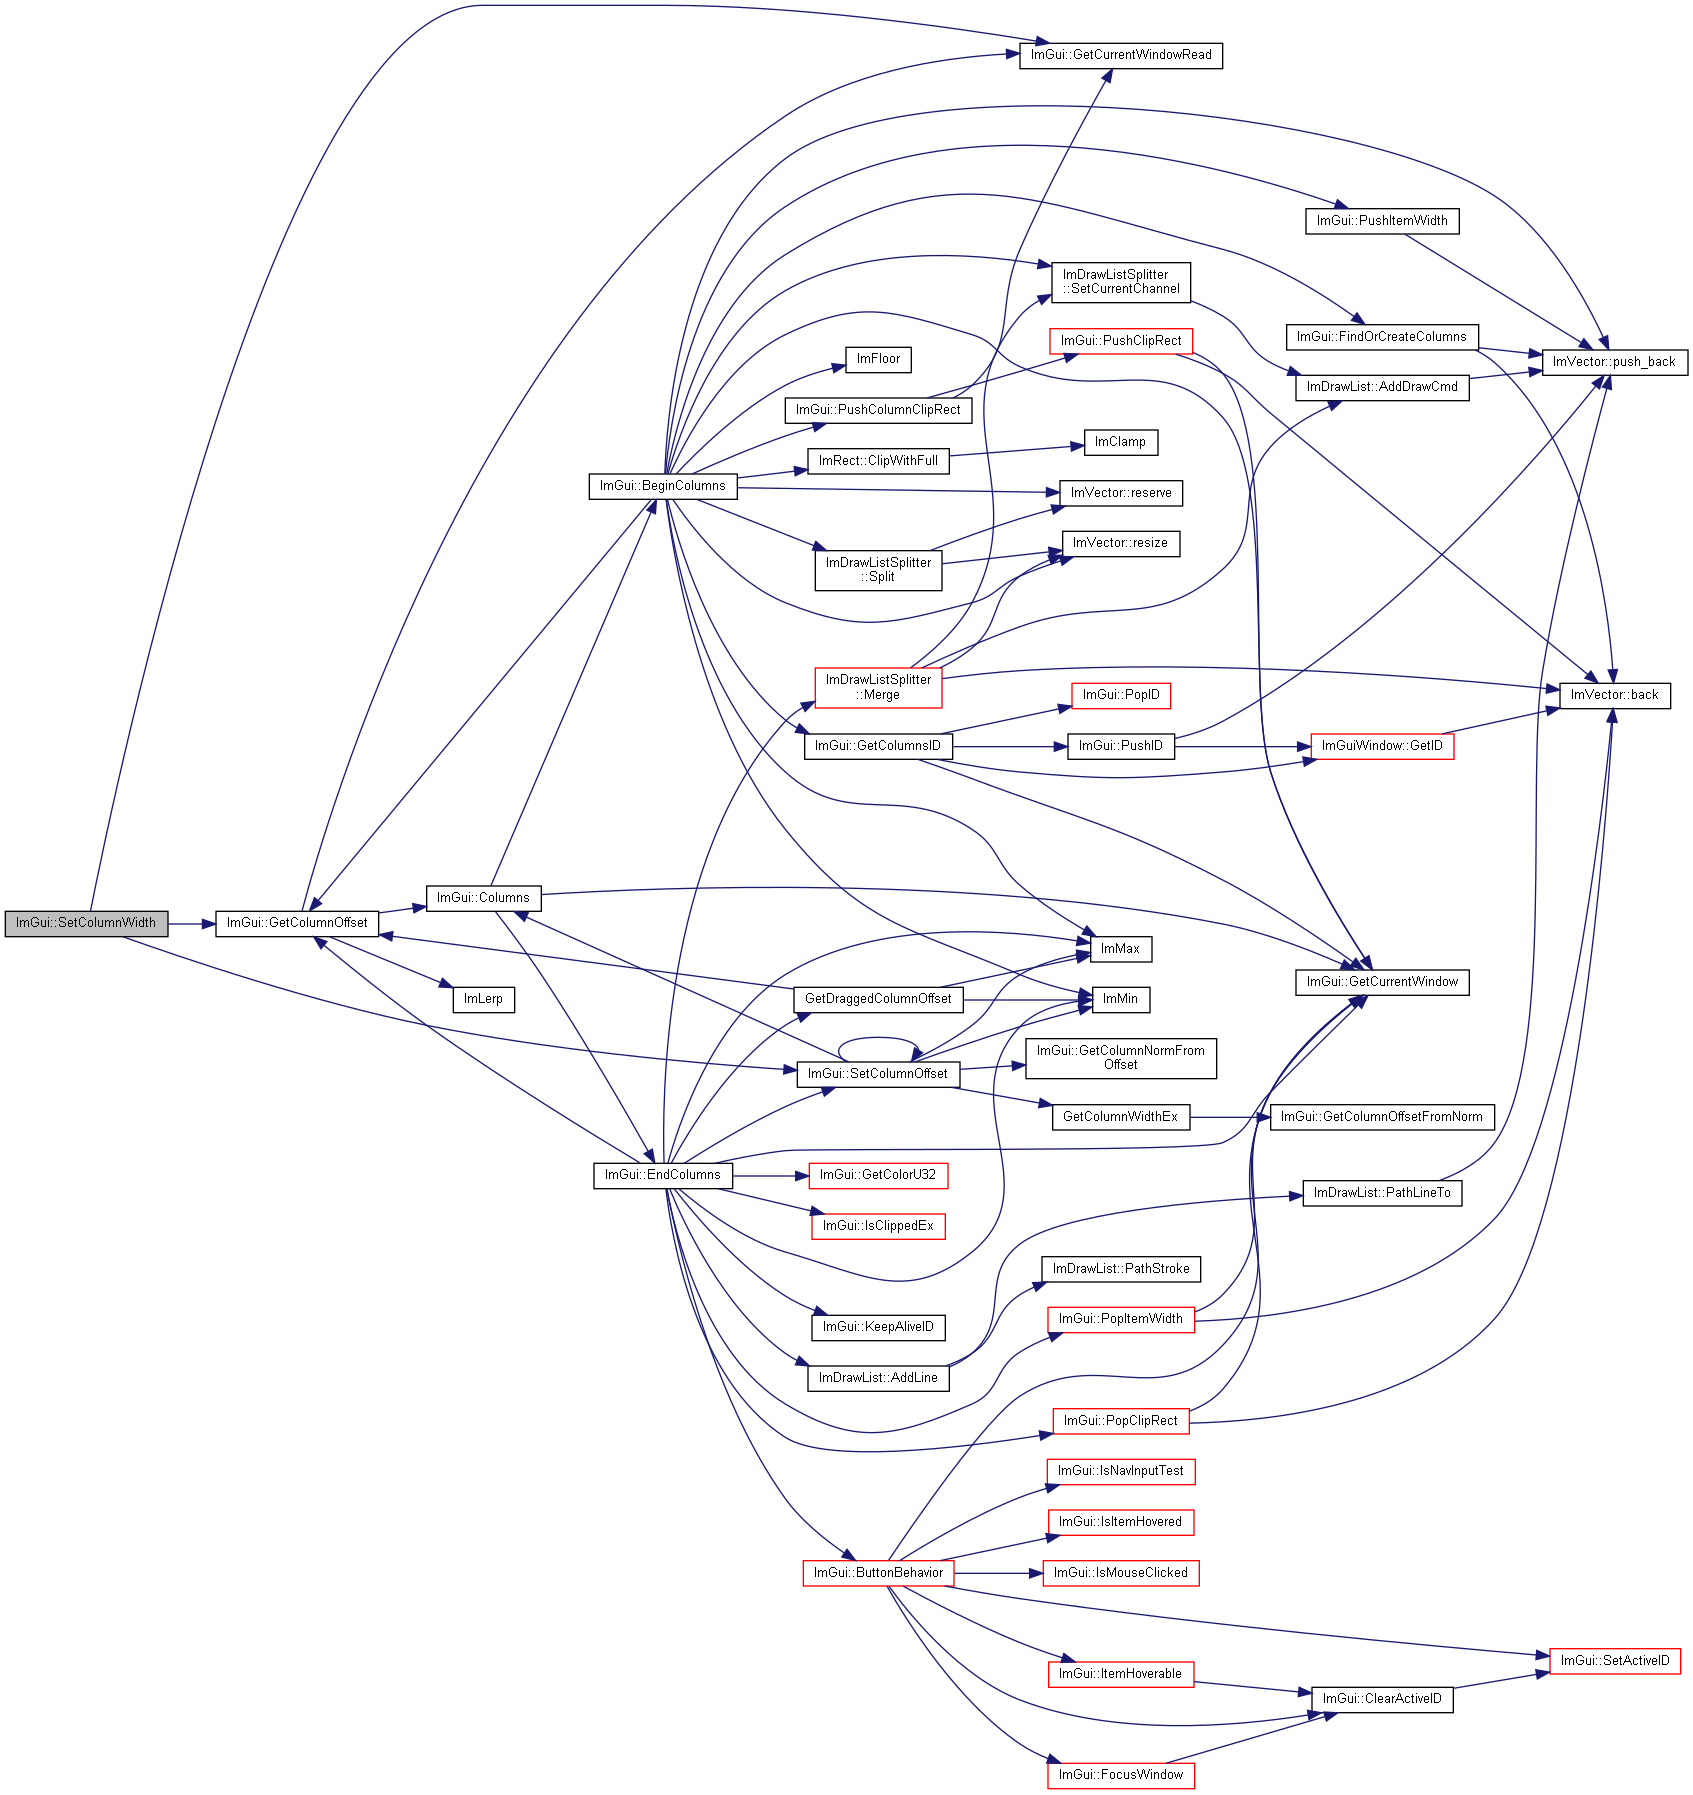 ImGui::GetCurrentWindowRead
ImGui::PushItemWidth
ImDrawListSplitter
::SetCurrentChannel
ImGui::FindOrCreateColumns
ImGui::PushClipRect
ImFloor
ImVector::push_back
ImDrawList::AddDrawCmd
ImGui::PushColumnClipRect
ImClamp
ImRect::ClipWithFull
ImGui::BeginColumns
ImVector::reserve
ImVector::resize
ImDrawListSplitter
::Split
ImDrawListSplitter
::Merge
ImGui::PopID
ImVector::back
ImGui::GetColumnsID
ImGui::PushID
ImGuiWindow::GetID
ImGui::Columns
ImGui::SetColumnWidth
ImGui::GetColumnOffset
ImMax
ImGui::GetCurrentWindow
ImLerp
GetDraggedColumnOffset
ImMin
ImGui::GetColumnNormFrom
Offset
ImGui::SetColumnOffset
GetColumnWidthEx
ImGui::GetColumnOffsetFromNorm
ImGui::EndColumns
ImGui::GetColorU32
ImDrawList::PathLineTo
ImGui::IsClippedEx
ImDrawList::PathStroke
ImGui::PopItemWidth
ImGui::KeepAliveID
ImDrawList::AddLine
ImGui::PopClipRect
ImGui::IsNavInputTest
ImGui::IsItemHovered
ImGui::ButtonBehavior
ImGui::IsMouseClicked
ImGui::SetActiveID
ImGui::ItemHoverable
ImGui::ClearActiveID
ImGui::FocusWindow